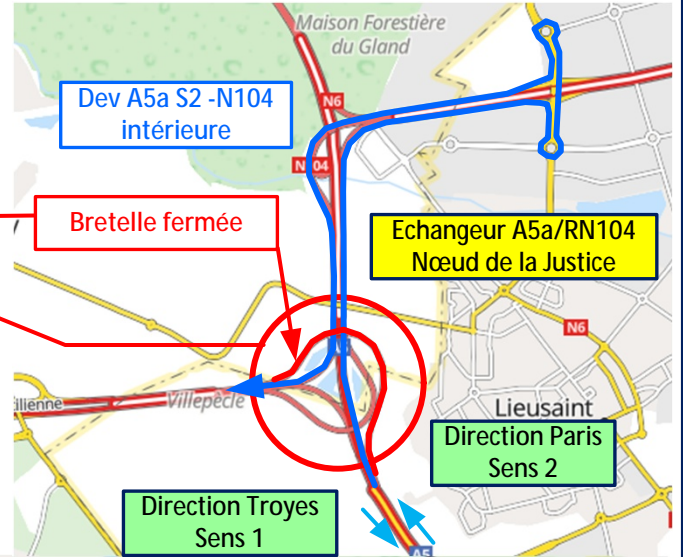 Maison Forestière
du Gland
Dev A5a S2 -N104
intérieure
N6
N104
Bretelle fermée
Echangeur A5a/RN104
Nœud de la Justice
N6
ilienne
Villepècle
Lieusaint
Direction Paris
Sens 2
Direction Troyes
Sens 1
A5